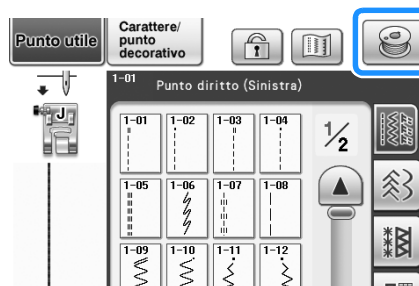 Punto utile
Carattere/
punto
decorativo
1-01
Punto diritto (Sinistra)
J
1-01 1-02 1-03 1-04
1/2
1-05 1-06 1-07 1-08
1-09 1-10 1-11 1-12